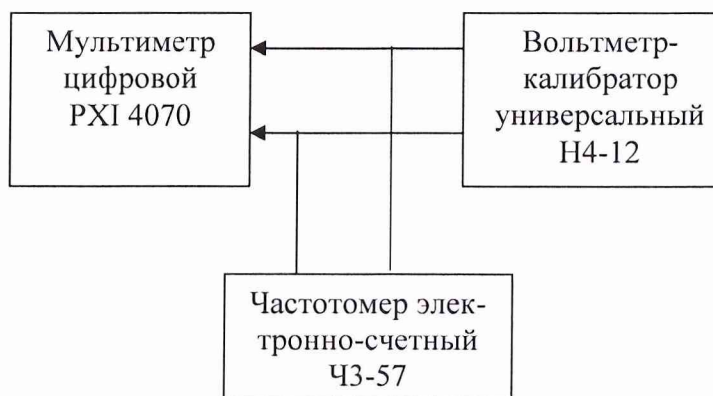 Мультиметр
цифровой
PXI 4070
Вольтметр-
калибратор
универсальный
Н4-12
Частотомер элек-
тронно-счетный
Ч3-57